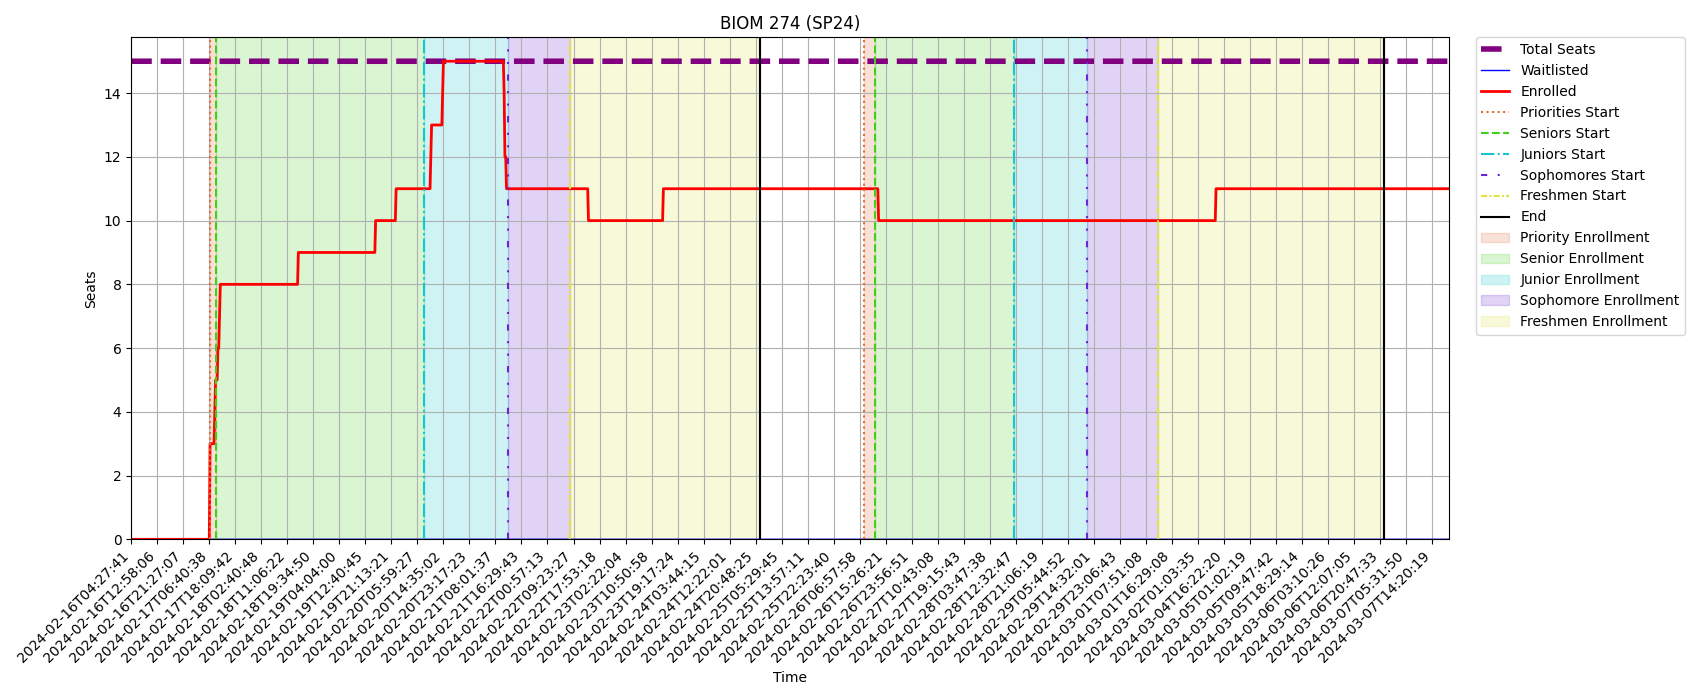 BIOM 274 (SP24)
Total Seats
Waitlisted
Enrolled
Priorities Start
Seniors Start
Juniors Start
Sophomores Start
Freshmen Start
End
Priority Enrollment
Senior Enrollment
Junior Enrollment
Sophomore Enrollment
Freshmen Enrollment
Seats
14
12
10
8
6
4
2
0
2024-02-16T04:27:41
2024-02-16T12:58:06
2024-02-16T21:27:07
2024-02-17T06:40:38
2024-02-17T18:09:42
2024-02-18T02:40:48
2024-02-18T11:06:22
2024-02-18T19:34:50
2024-02-19T04:04:00
2024-02-19T12:40:45
2024-02-19T21:13:21
2024-02-20T05:59:27
2024-02-20T14:35:02
2024-02-20T23:17:23
2024-02-21T08:01:37
2024-02-21T16:29:43
2024-02-22T00:57:13
2024-02-22T09:23:27
2024-02-22T17:53:18
2024-02-23T02:22:04
2024-02-23T10:50:58
2024-02-23T19:17:24
2024-02-24T03:44:15
2024-02-24T12:22:01
2024-02-24T20:48:25
2024-02-25T05:29:45
2024-02-25T13:57:11
2024-02-25T22:23:40
2024-02-26T06:57:58
2024-02-26T15:26:21
2024-02-26T23:56:51
2024-02-27T10:43:08
2024-02-27T19:15:43
2024-02-28T03:47:38
2024-02-28T12:32:47
2024-02-28T21:06:19
2024-02-29T05:44:52
2024-02-29T14:32:01
2024-02-29T23:06:43
2024-03-01T07:51:08
2024-03-01T16:29:08
2024-03-02T01:03:35
2024-03-04T16:22:20
2024-03-05T01:02:19
2024-03-05T09:47:42
2024-03-05T18:29:14
2024-03-06T03:10:26
2024-03-06T12:07:05
2024-03-06T20:47:33
2024-03-07T05:31:50
2024-03-07T14:20:19
Time